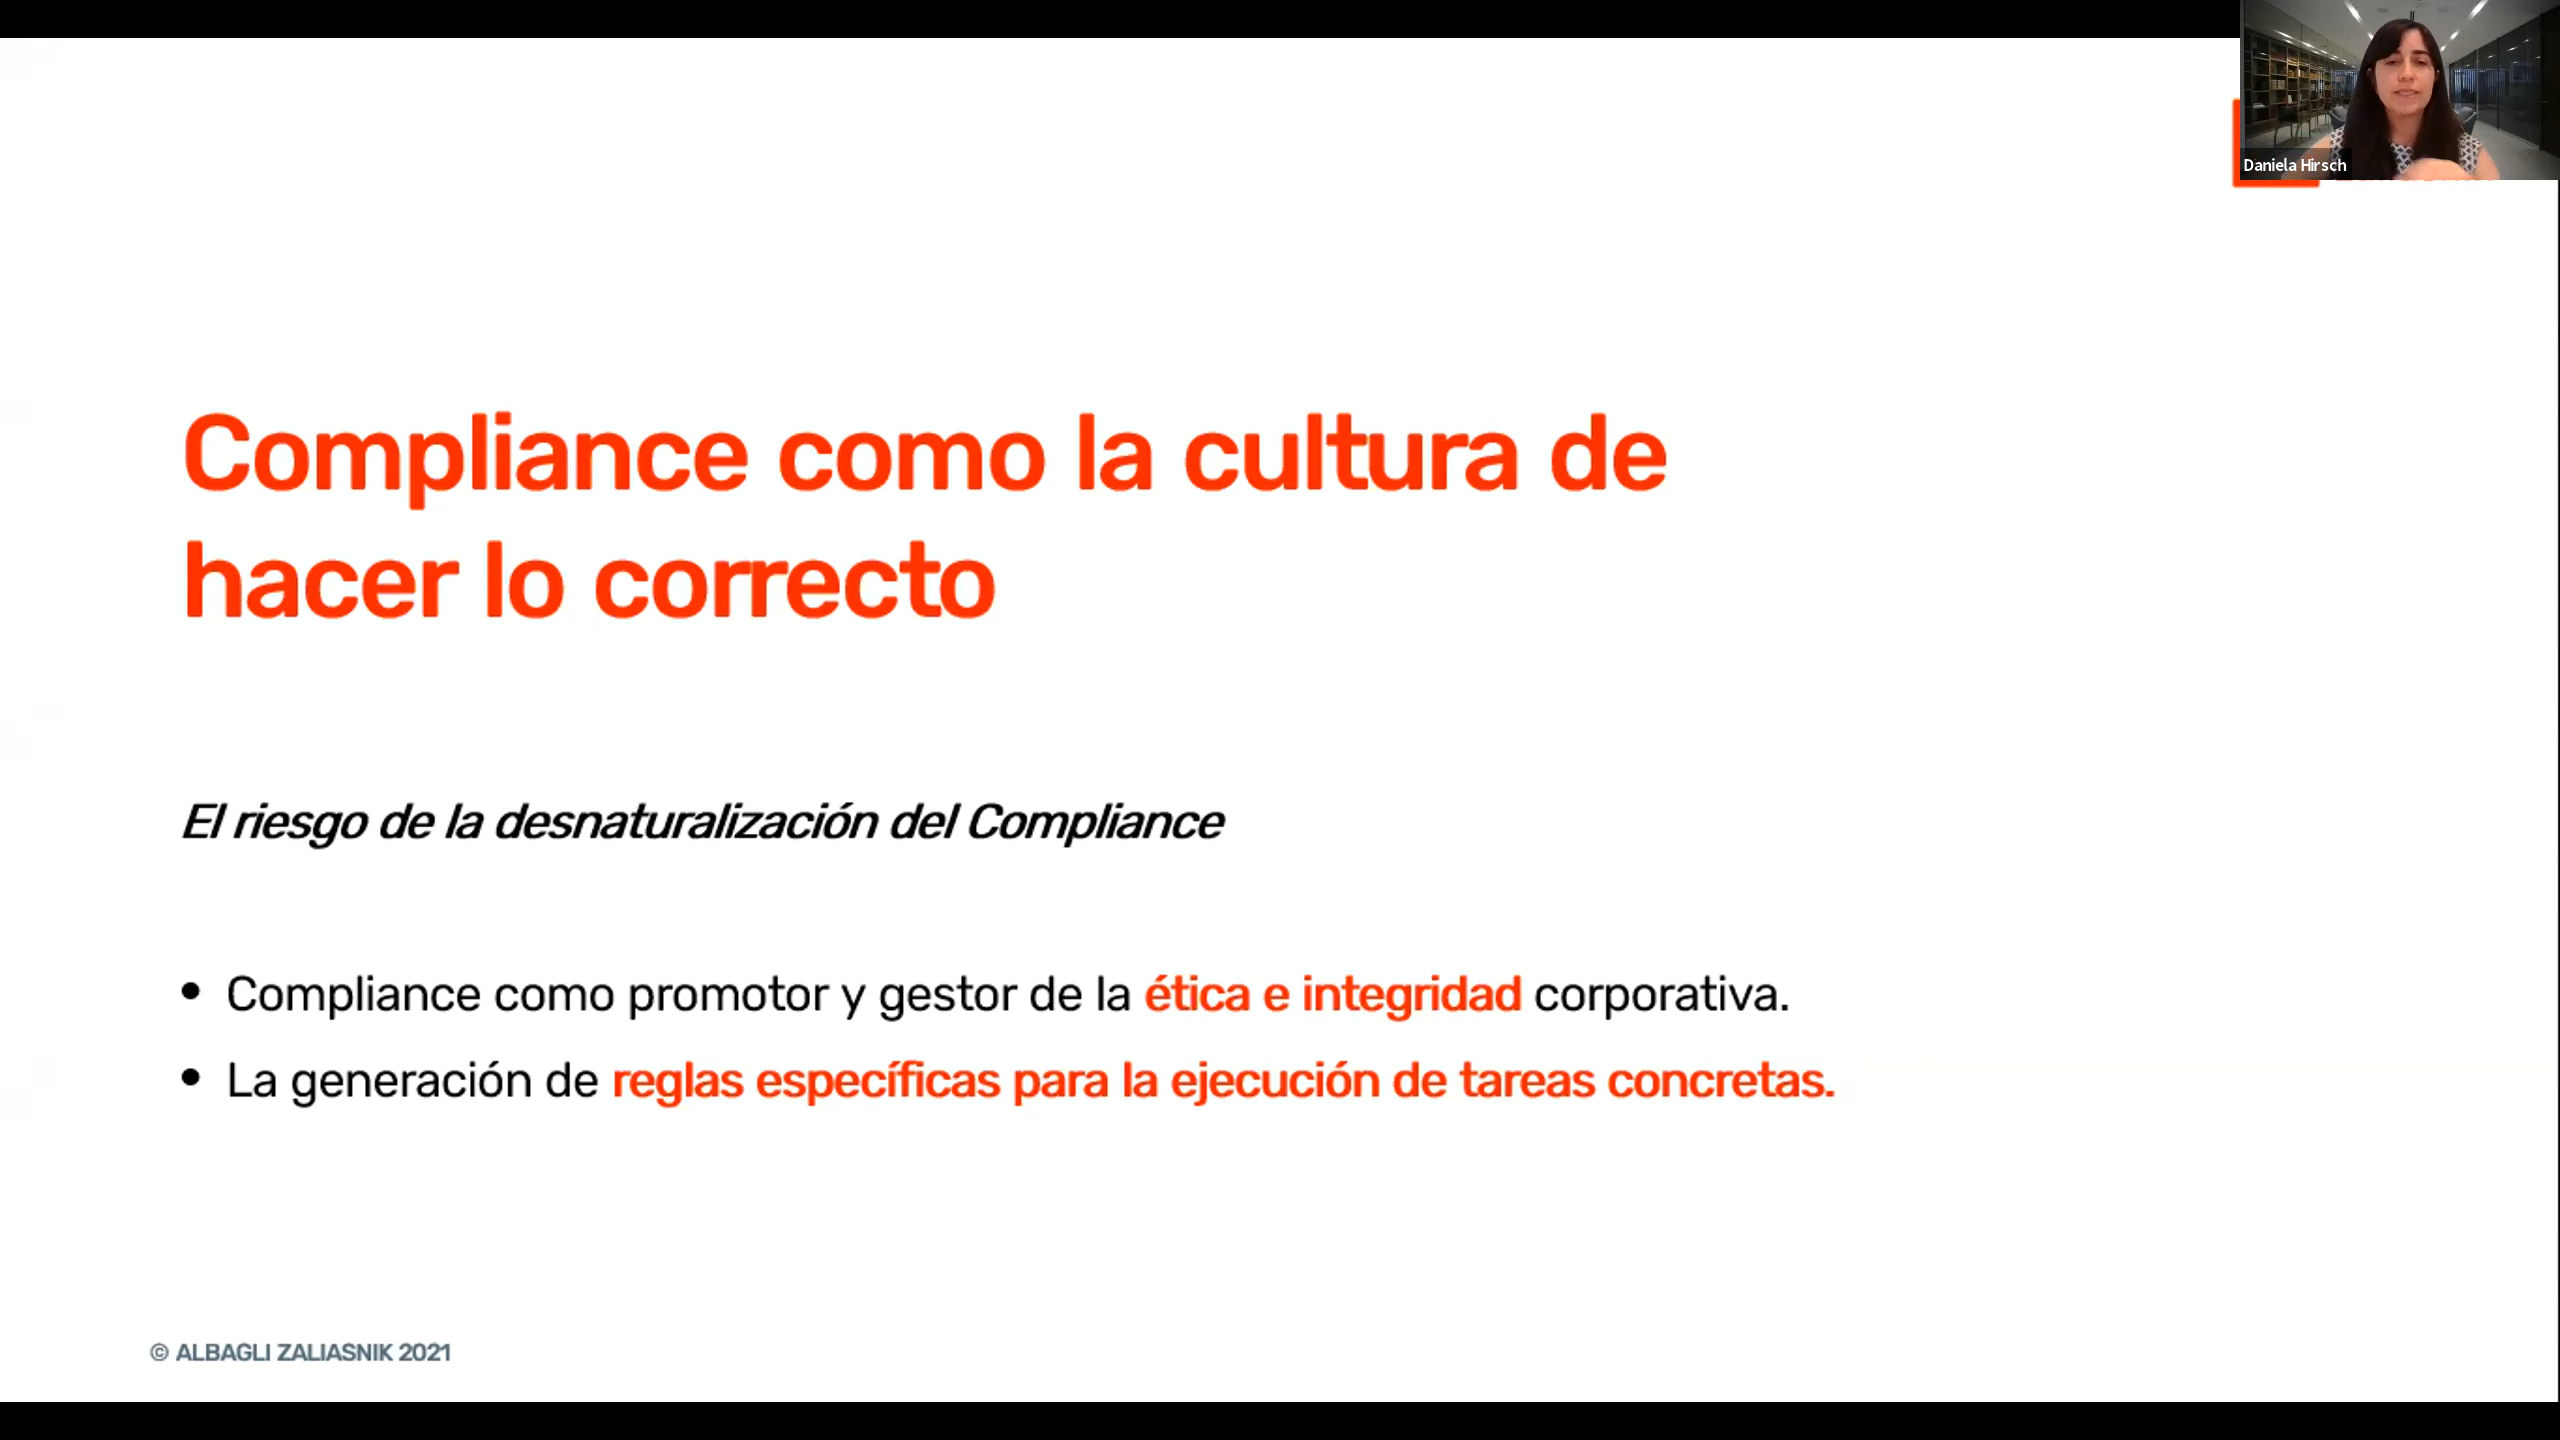 Daniela Hirsch
Compliance como la cultura de
hacer lo correcto
El riesgo de la desnaturalización del Compliance
• Compliance como promotor y gestor de la ética e integridad corporativa.
• La generación de reglas específicas para la ejecución de tareas concretas.
© ALBAGLI ZALIASNIK 2021